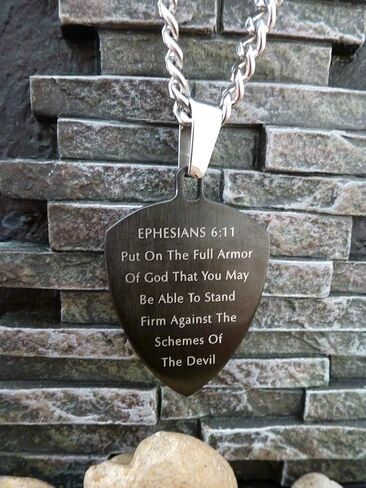 EPHESIANS 6:11
Put On The Full Armor
Of God That You May
Be Able To Stand
Firm Against The
Schemes Of
The Devil